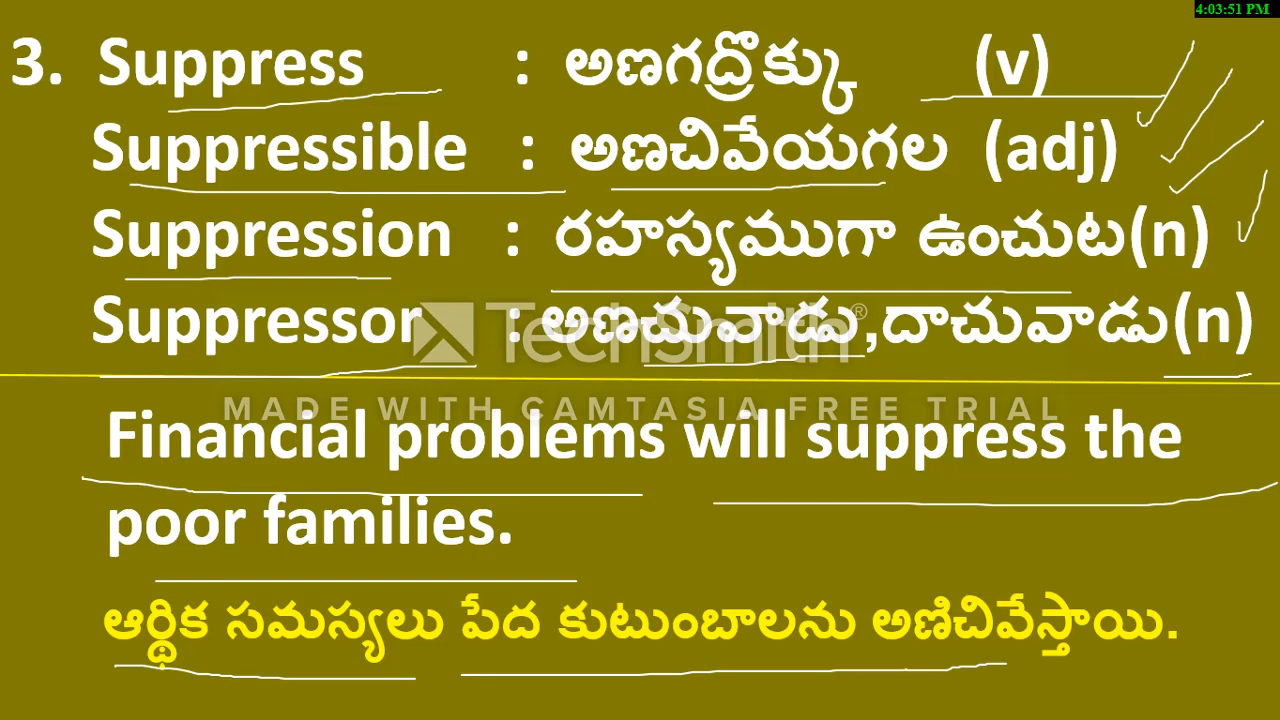 4:03:51 PM
3. Suppress : అణగద్రొక్కు (v)
Suppressible : అణచివేయగల (adj)
Suppression : రహస్యముగా ఉంచుట(n)
Suppressor : అణచువాడు,దాచువాడు(n)
TechSmith®
MADE WITH CAMTASIA FREE TRIAL
Financial problems will suppress the
poor families.
ఆర్థిక సమస్యలు పేద కుటుంబాలను అణిచివేస్తాయి.